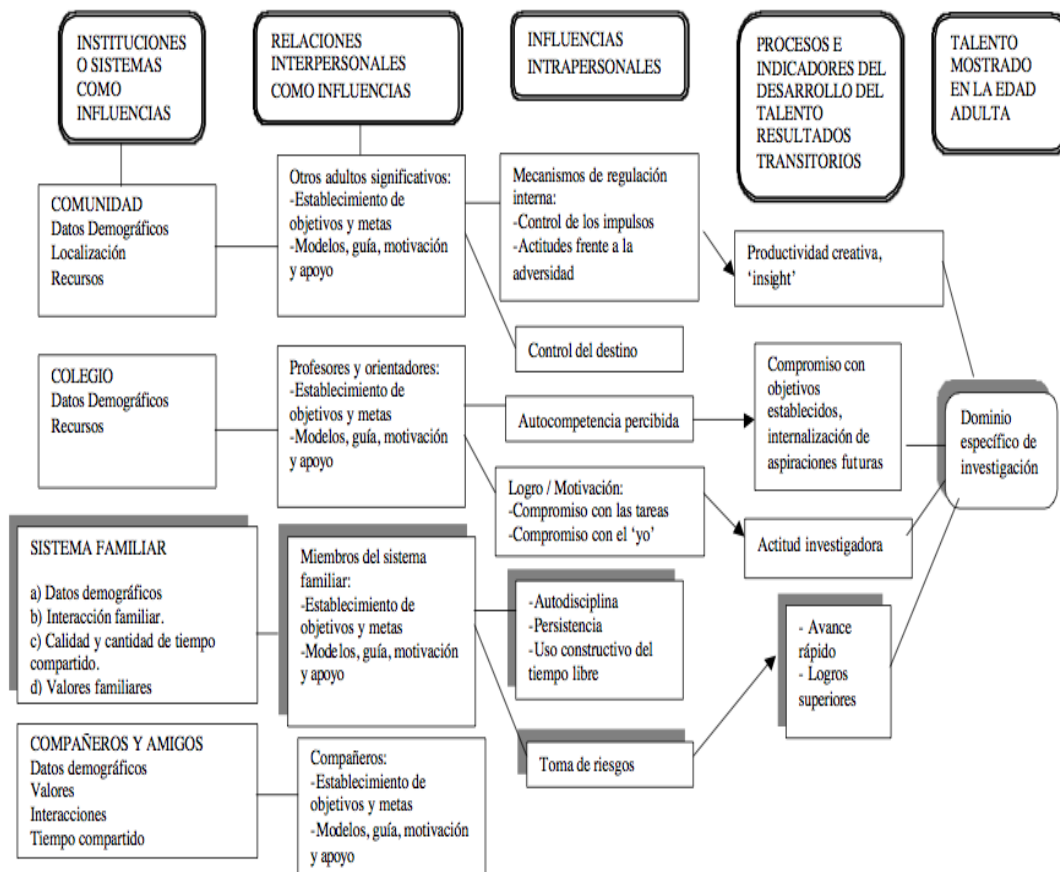 INSTITUCIONES
O SISTEMAS
COMO
INFLUENCIAS
RELACIONES
INTERPERSONALES
COMO INFLUENCIAS
INFLUENCIAS
INTRAPERSONALES
PROCESOS E
INDICADORES DEL
DESARROLLO DEL
TALENTO
RESULTADOS
TRANSITORIOS
TALENTO
MOSTRADO
EN LA EDAD
ADULTA
COMUNIDAD
Datos Demográficos
Localización
Recursos
Otros adultos significativos:
-Establecimiento de
objetivos y metas
-Modelos, guía, motivación
y apoyo
Mecanismos de regulación
interna:
-Control de los impulsos
-Actitudes frente a la
adversidad
Productividad creativa,
‘insight’
Control del destino
COLEGIO
Datos Demográficos
Recursos
Profesores y orientadores:
-Establecimiento de
objetivos y metas
-Modelos, guía, motivación
y apoyo
Autocompetencia percibida
Compromiso con
objetivos
establecidos,
internalización de
aspiraciones futuras
Dominio
específico de
investigación
Logro / Motivación:
-Compromiso con las tareas
-Compromiso con el ‘yo’
Actitud investigadora
SISTEMA FAMILIAR
a) Datos demográficos
b) Interacción familiar.
c) Calidad y cantidad de tiempo
compartido.
d) Valores familiares
Miembros del sistema
familiar:
-Establecimiento de
objetivos y metas
-Modelos, guía, motivación
y apoyo
-Autodisciplina
-Persistencia
-Uso constructivo del
tiempo libre
- Avance
rápido
- Logros
superiores
Toma de riesgos
COMPAÑEROS Y AMIGOS
Datos demográficos
Valores
Interacciones
Tiempo compartido
Compañeros:
-Establecimiento de
objetivos y metas
-Modelos, guía, motivación
y apoyo